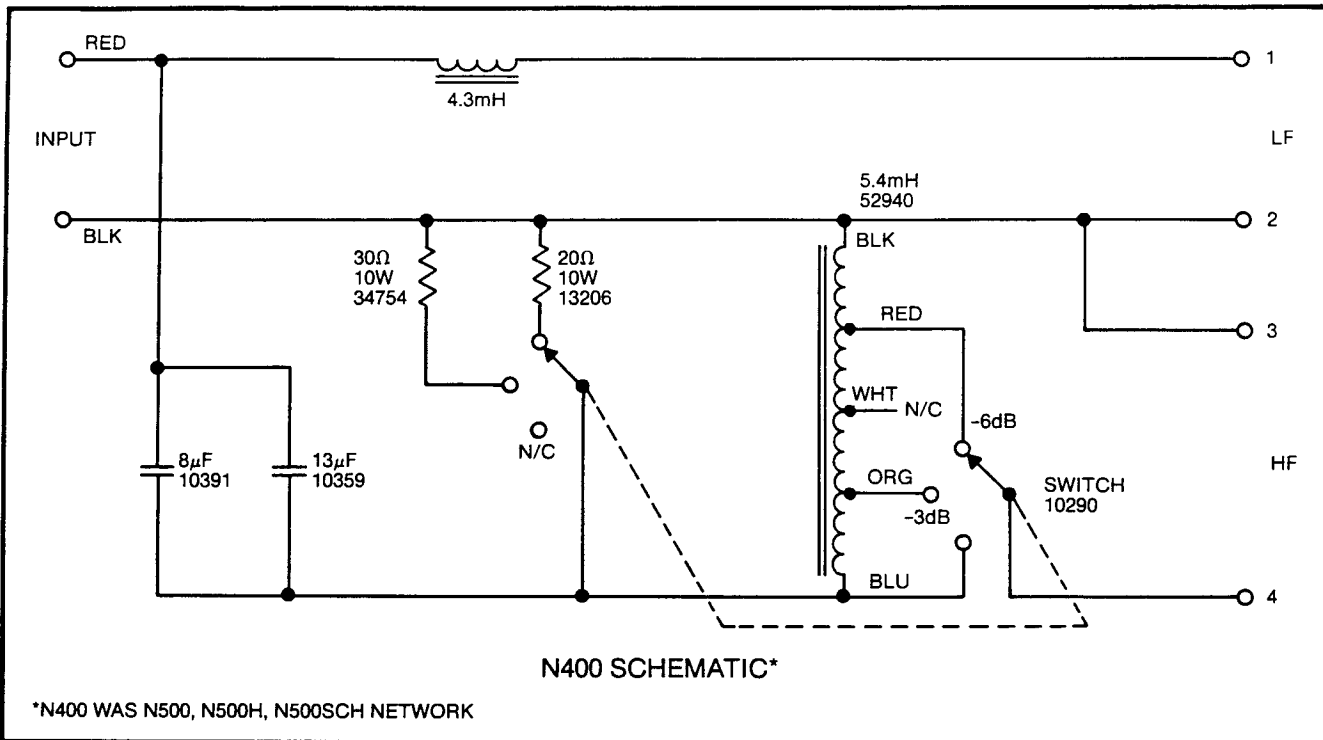 RED
1
4.3mH
INPUT
LF
5.4mH
52940
2
BLK
BLK
30Ω
10W
34754
20Ω
10W
13206
RED
3
WHT
N/C
-6dB
N/C
8μF
10391
13μF
10359
ORG
-3dB
SWITCH
10290
HF
BLU
4
N400 SCHEMATIC*
*N400 WAS N500, N500H, N500SCH NETWORK